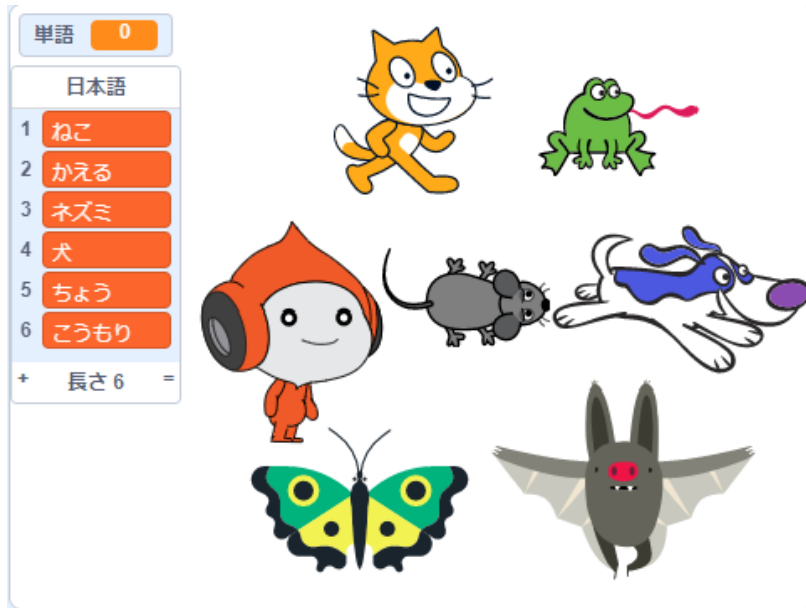 単語 0
日本語
1 ねこ
2 かえる
3 ネズミ
4 犬
5 ちょう
6 こうもり
+ 長さ 6 =